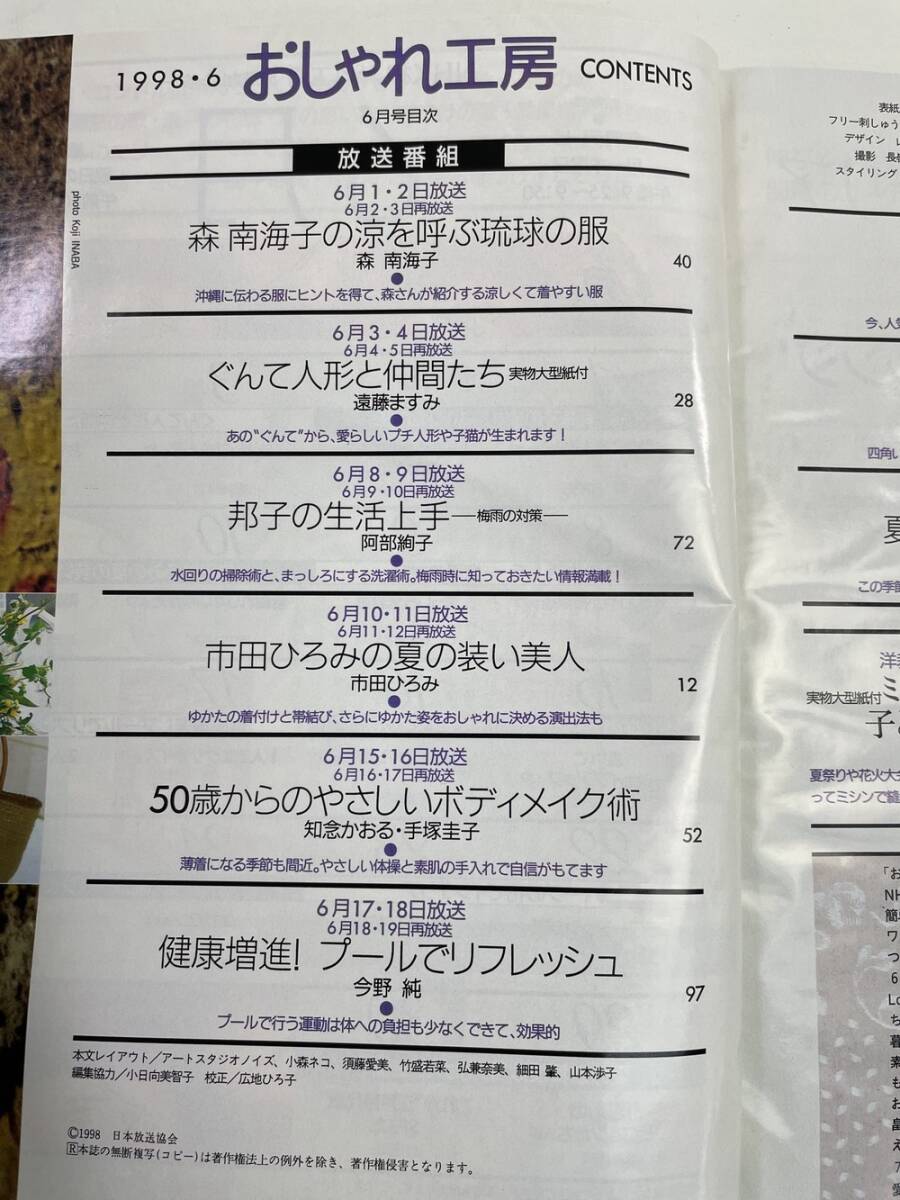 1998・6 おしゃれ工房 CONTENTS
6月号目次
放送番組
photo Koji INABA
6月1・2日放送
6月2・3日再放送
森 南海子の涼を呼ぶ琉球の服
森 南海子
40
沖縄に伝わる服にヒントを得て、森さんが紹介する涼しくて着やすい服
6月3・4日放送
6月4・5日再放送
ぐんて人形と仲間たち 実物大型紙付
遠藤ますみ
28
あの“ぐんて”から、愛らしいプチ人形や子猫が生まれます！
6月8・9日放送
6月9・10日再放送
邦子の生活上手 ―梅雨の対策―
阿部絢子
72
水回りの掃除術と、まっしろにする洗濯術。梅雨時に知っておきたい情報満載！
6月10・11日放送
6月11・12日再放送
市田ひろみの夏の装い美人
市田ひろみ
12
ゆかたの着付けと帯結び、さらにゆかた姿をおしゃれに決める演出法も
6月15・16日放送
6月16・17日再放送
50歳からのやさしいボディメイク術
知念かおる・手塚圭子
52
薄着になる季節も間近。やさしい体操と素肌の手入れで自信がもてます
6月17・18日放送
6月18・19日再放送
健康増進！ プールでリフレッシュ
今野 純
97
プールで行う運動は体への負担も少なくできて、効果的
本文レイアウト／アートスタジオノイズ、小森ネコ、須藤愛美、竹盛若菜、弘兼奈美、細田 肇、山本渉子
編集協力／小日向美智子 校正／広地ひろ子
©1998 日本放送協会
Ⓡ本誌の無断複写(コピー)は著作権法上の例外を除き、著作権侵害となります。
表紙
フリー刺しゅう
デザイン
撮影 長
スタイリング
今、人気
四角い
夏
この季節
洋
実物大型紙付 ミ
子
夏祭りや花火大
ってミシンで縫
「お
NH
簡単
ワ
つ
6
Lo
ち
暮
素
も
お
畠
え
ア
愛